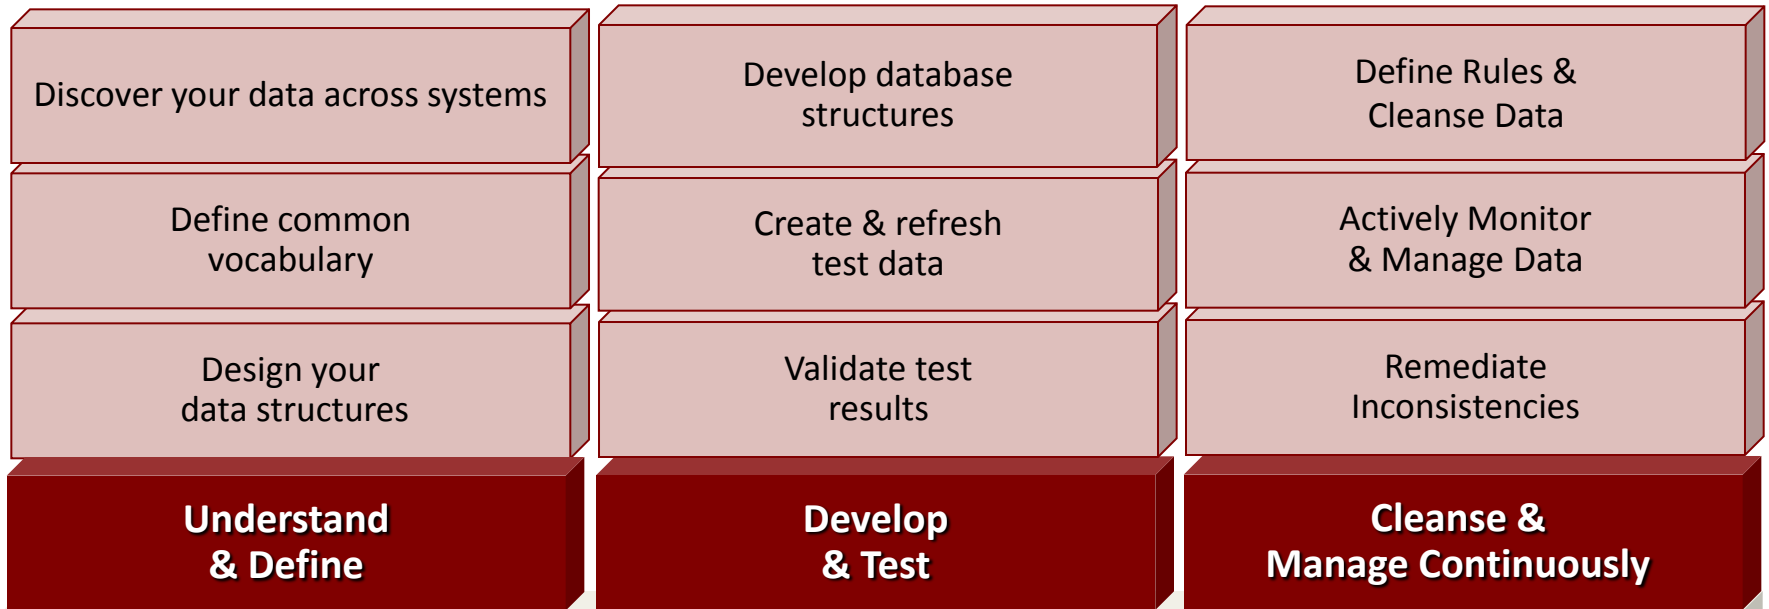 Discover your data across systems
Define common
vocabulary
Design your
data structures
Understand
& Define
Develop database
structures
Create & refresh
test data
Validate test
results
Develop
& Test
Define Rules &
Cleanse Data
Actively Monitor
& Manage Data
Remediate
Inconsistencies
Cleanse &
Manage Continuously